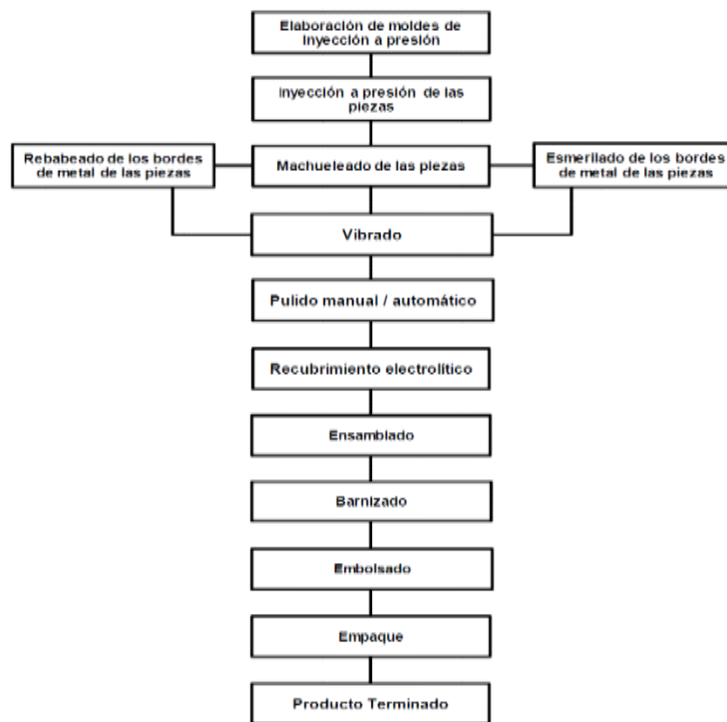 Elaboración de moldes de
inyección a presión
Inyección a presión de las
piezas
Rebabeado de los bordes
de metal de las piezas
Machueleado de las piezas
Esmerilado de los bordes
de metal de las piezas
Vibrado
Pulido manual / automático
Recubrimiento electrolítico
Ensamblado
Barnizado
Embolsado
Empaque
Producto Terminado